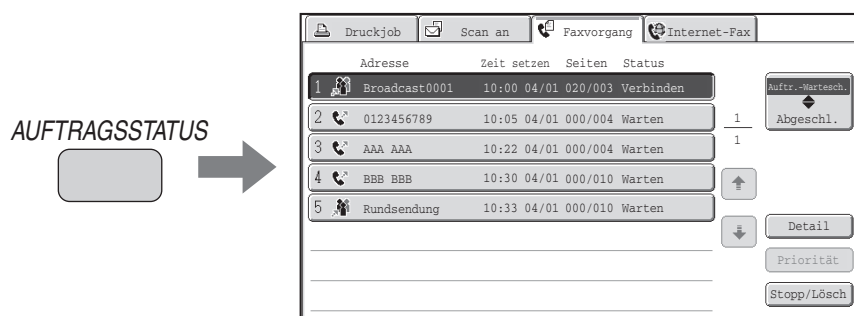 AUFTRAGSSTATUS
Druckjob Scan an Faxvorgang Internet-Fax
Adresse Zeit setzen Seiten Status
1 Broadcast0001 10:00 04/01 020/003 Verbinden
2 0123456789 10:05 04/01 000/004 Warten
3 AAA AAA 10:22 04/01 000/004 Warten
4 BBB BBB 10:30 04/01 000/010 Warten
5 Rundsendung 10:33 04/01 000/010 Warten
1
1
Auftr.-Wartesch.
Abgeschl.
Detail
Priorität
Stopp/Lösch